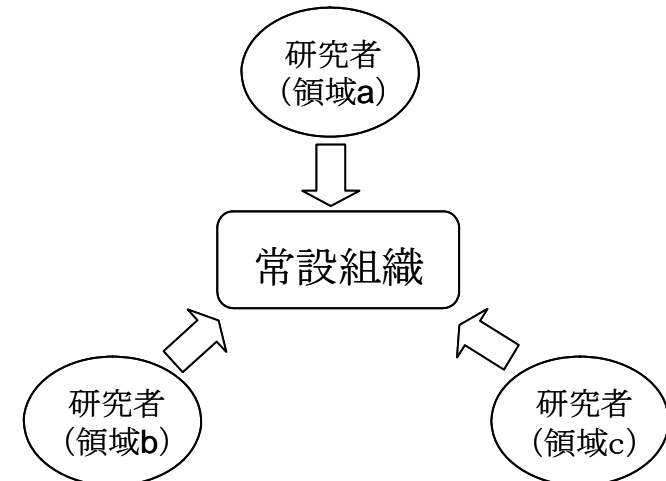 研究者
（領域a）
常設組織
研究者
（領域b）
研究者
（領域c）